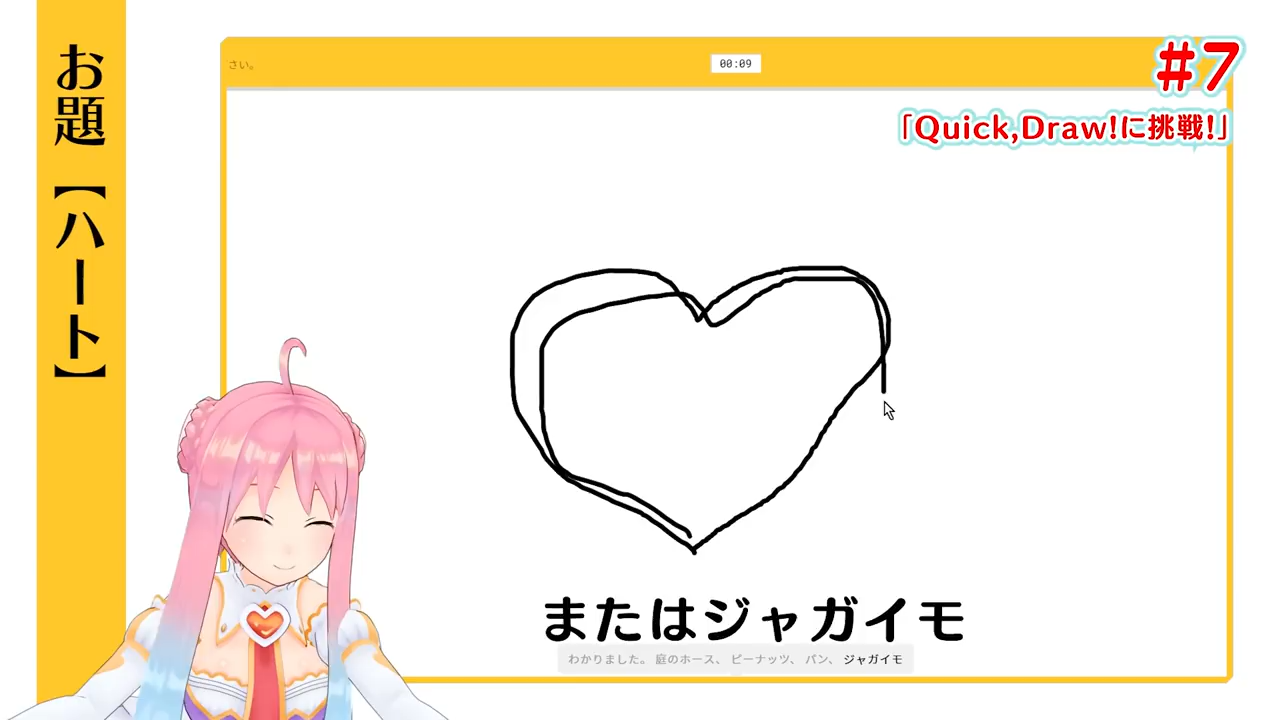 お題【ハート】
さい。
00:09
#7
「Quick,Draw!に挑戦!」
またはジャガイモ
わかりました。 庭のホース、 ピーナッツ、 パン、 ジャガイモ